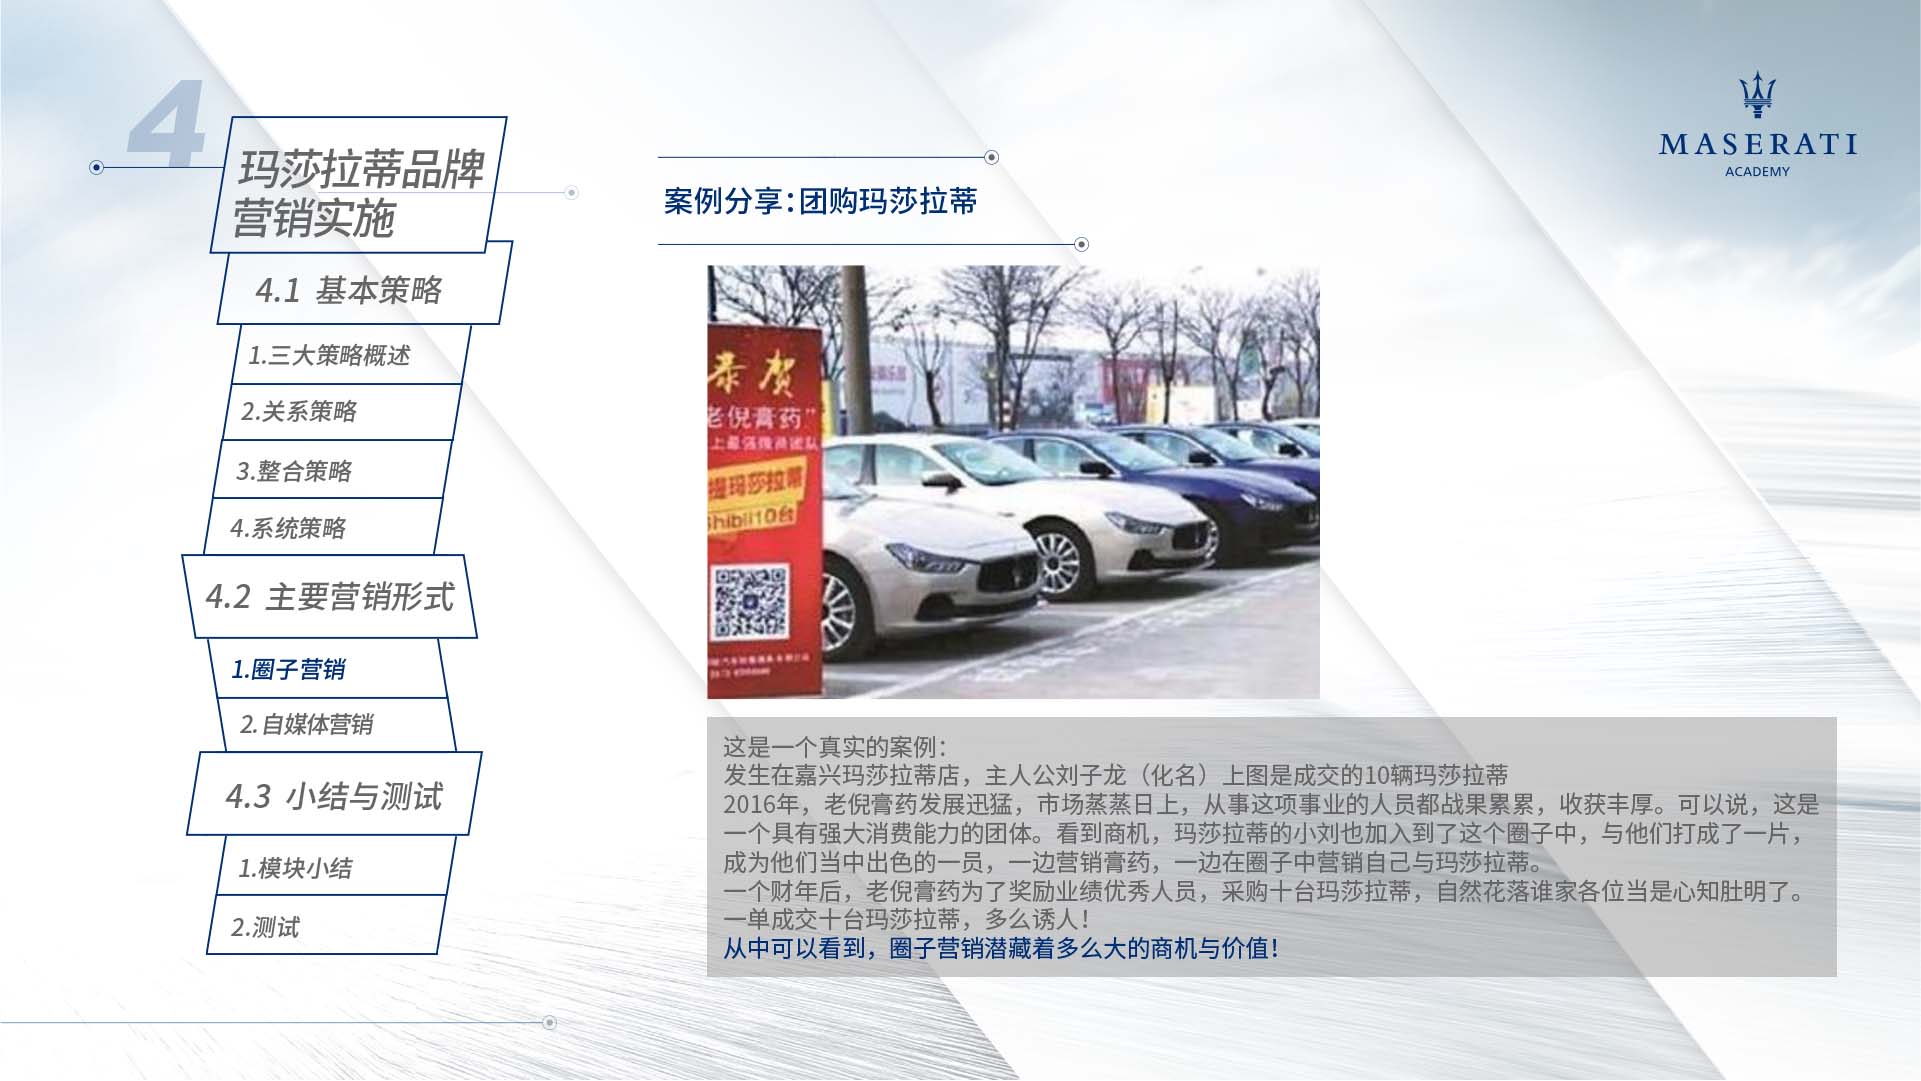 4
玛莎拉蒂品牌
营销实施
4.1 基本策略
1.三大策略概述
2.关系策略
3.整合策略
4.系统策略
4.2 主要营销形式
1.圈子营销
2.自媒体营销
4.3 小结与测试
1.模块小结
2.测试
MASERATI
ACADEMY
案例分享：团购玛莎拉蒂
恭贺
老倪膏药”
上最强微商团队
提玛莎拉蒂
hibli10台
这是一个真实的案例：
发生在嘉兴玛莎拉蒂店，主人公刘子龙（化名）上图是成交的10辆玛莎拉蒂
2016年，老倪膏药发展迅猛，市场蒸蒸日上，从事这项事业的人员都战果累累，收获丰厚。可以说，这是
一个具有强大消费能力的团体。看到商机，玛莎拉蒂的小刘也加入到了这个圈子中，与他们打成了一片，
成为他们当中出色的一员，一边营销膏药，一边在圈子中营销自己与玛莎拉蒂。
一个财年后，老倪膏药为了奖励业绩优秀人员，采购十台玛莎拉蒂，自然花落谁家各位当是心知肚明了。
一单成交十台玛莎拉蒂，多么诱人！
从中可以看到，圈子营销潜藏着多么大的商机与价值！